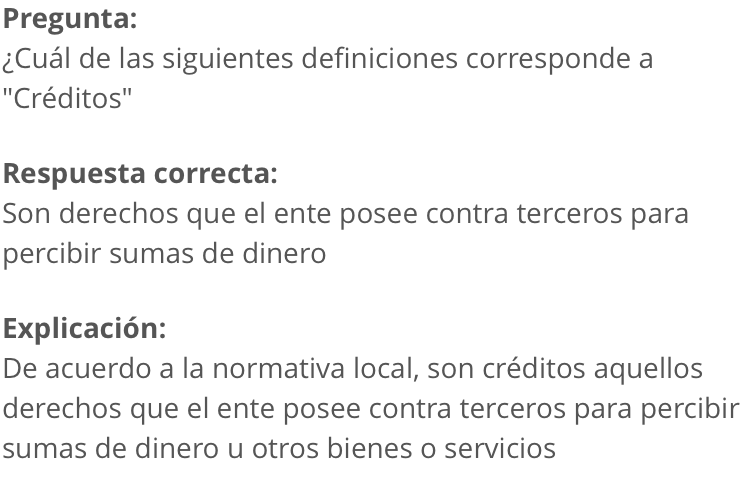 Pregunta:
¿Cuál de las siguientes definiciones corresponde a
"Créditos"
Respuesta correcta:
Son derechos que el ente posee contra terceros para
percibir sumas de dinero
Explicación:
De acuerdo a la normativa local, son créditos aquellos
derechos que el ente posee contra terceros para percibir
sumas de dinero u otros bienes o servicios